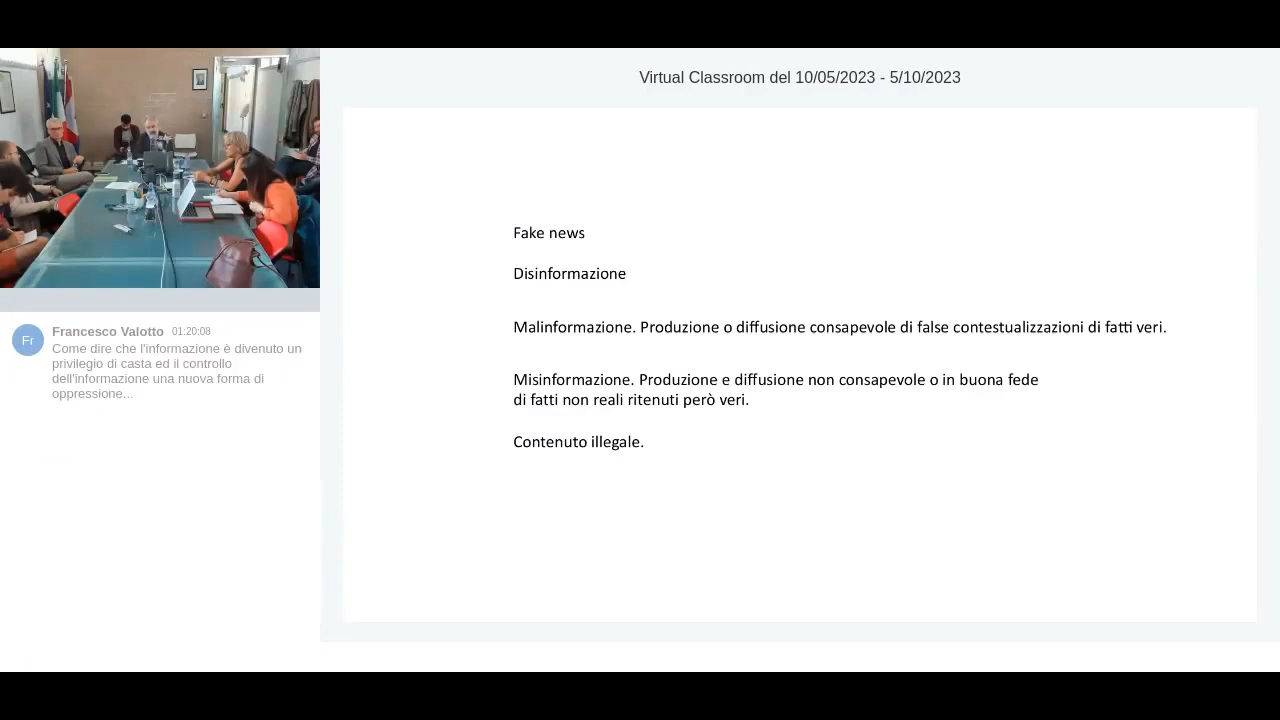 Virtual Classroom del 10/05/2023 - 5/10/2023
Fake news
Disinformazione
Malinformazione. Produzione o diffusione consapevole di false contestualizzazioni di fatti veri.
Misinformazione. Produzione e diffusione non consapevole o in buona fede
di fatti non reali ritenuti però veri.
Contenuto illegale.
Fr
Francesco Valotto 01:20:08
Come dire che l'informazione è divenuto un
privilegio di casta ed il controllo
dell'informazione una nuova forma di
oppressione...